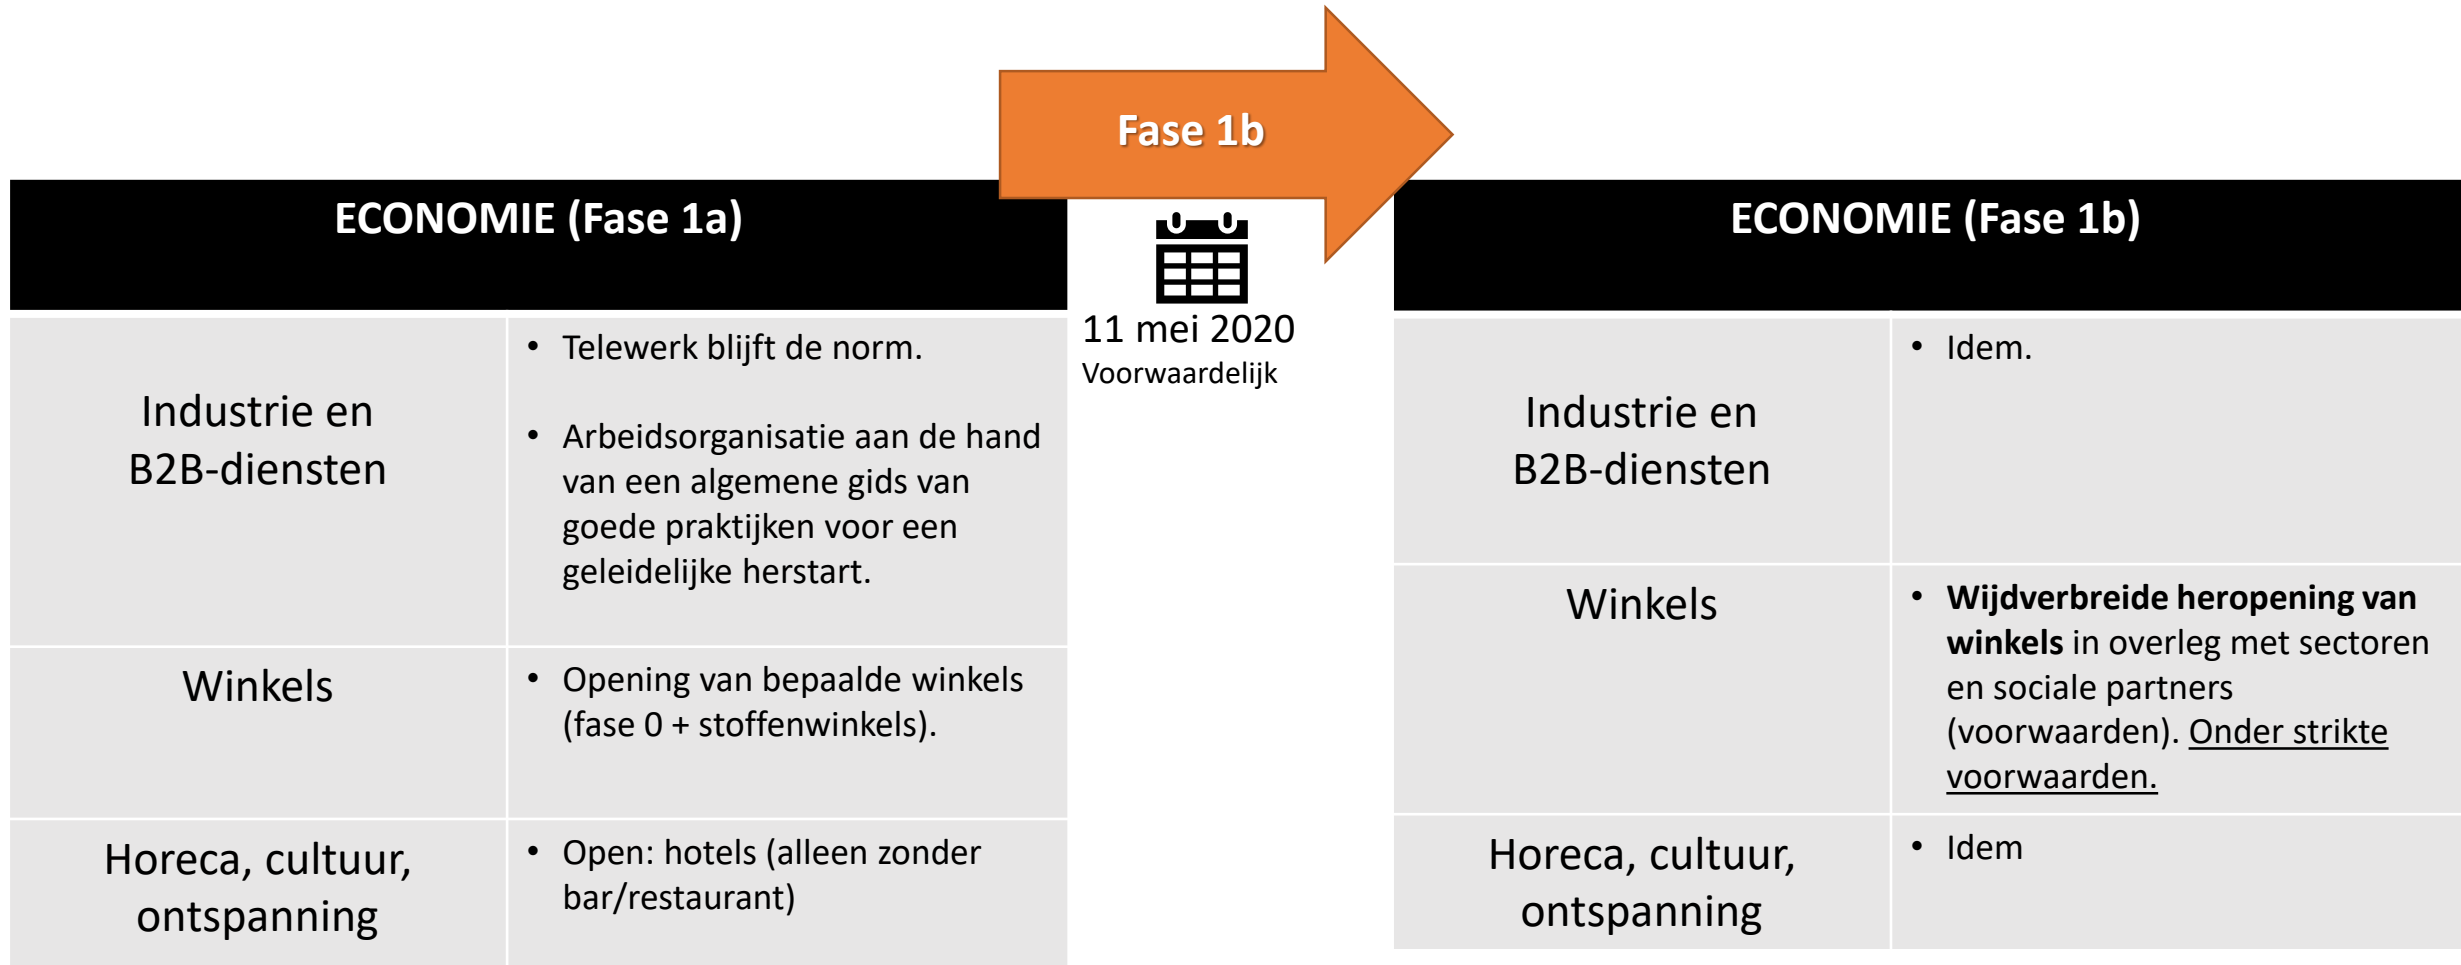 Fase 1b
ECONOMIE (Fase 1a)
Industrie en
B2B-diensten
• Telewerk blijft de norm.
• Arbeidsorganisatie aan de hand
van een algemene gids van
goede praktijken voor een
geleidelijke herstart.
Winkels
• Opening van bepaalde winkels
(fase 0 + stoffenwinkels).
Horeca, cultuur,
ontspanning
• Open: hotels (alleen zonder
bar/restaurant)
11 mei 2020
Voorwaardelijk
ECONOMIE (Fase 1b)
Industrie en
B2B-diensten
• Idem.
Winkels
• Wijdverbreide heropening van
winkels in overleg met sectoren
en sociale partners
(voorwaarden). Onder strikte
voorwaarden.
Horeca, cultuur,
ontspanning
• Idem